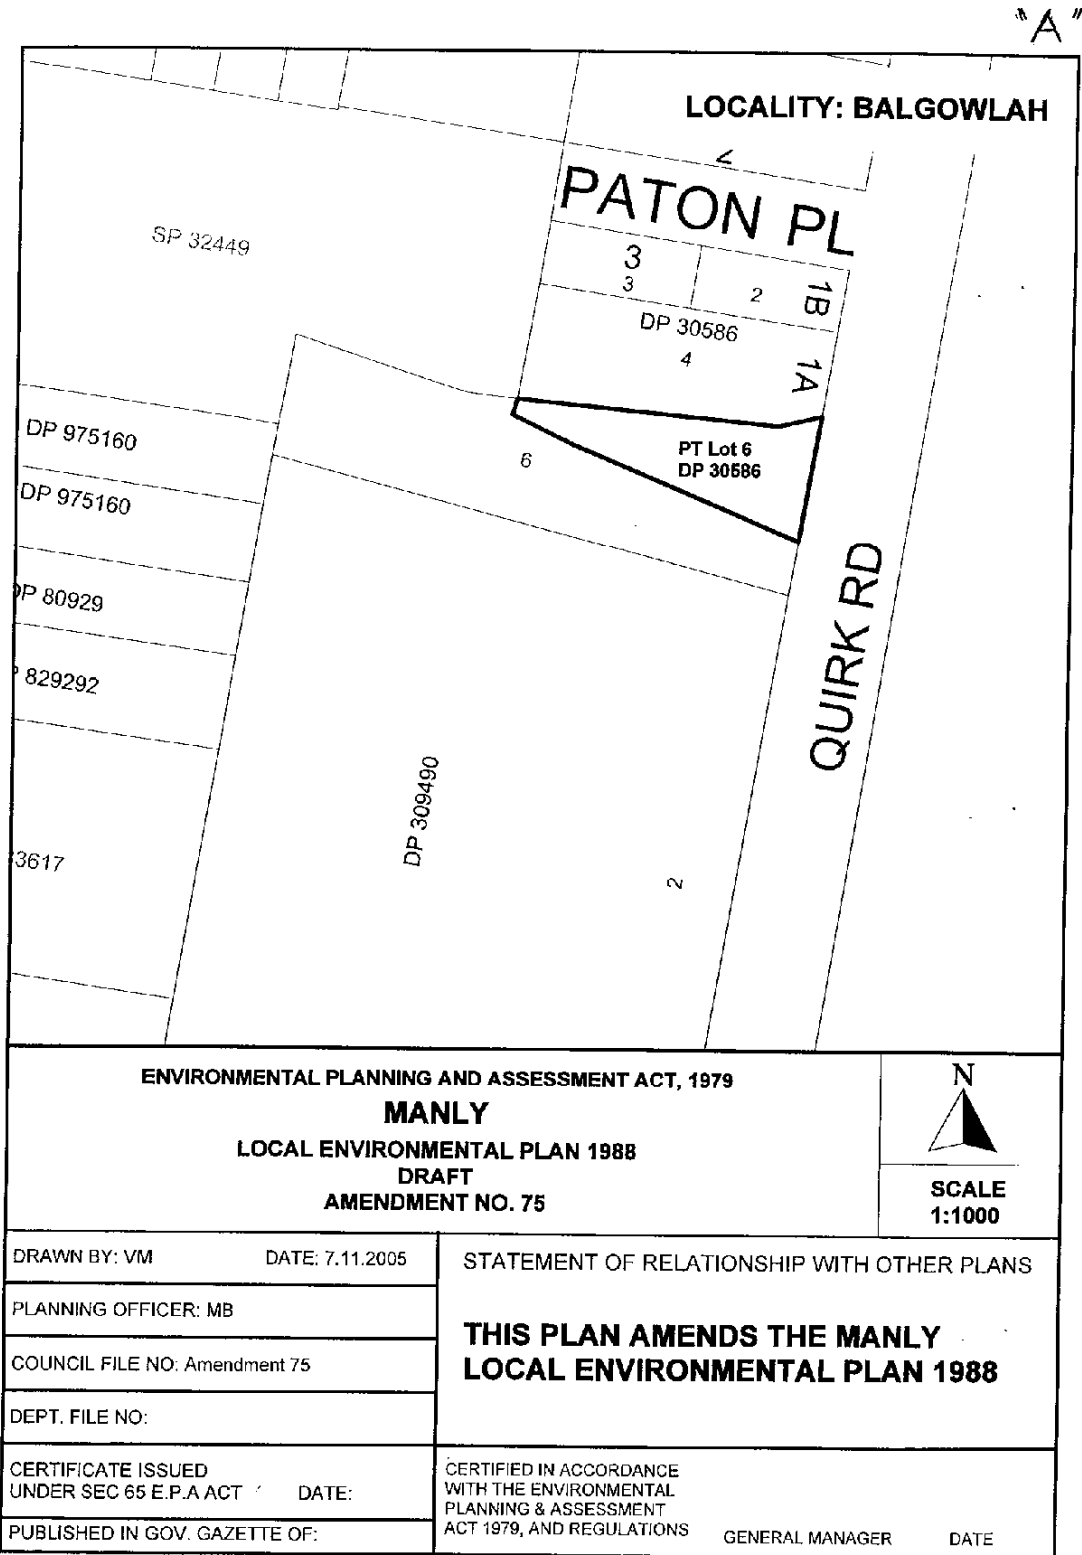 "A"
LOCALITY: BALGOWLAH
PATON PL
SP 32449
3
3
2
1B
DP 30586
4
1A
DP 975160
PT Lot 6
DP 30586
6
DP 975160
DP 80929
829292
QUIRK RD
DP 309490
3617
2
ENVIRONMENTAL PLANNING AND ASSESSMENT ACT, 1979
MANLY
LOCAL ENVIRONMENTAL PLAN 1988
DRAFT
AMENDMENT NO. 75
N
SCALE
1:1000
DRAWN BY: VM DATE: 7.11.2005
PLANNING OFFICER: MB
COUNCIL FILE NO: Amendment 75
DEPT. FILE NO:
CERTIFICATE ISSUED
UNDER SEC 65 E.P.A ACT DATE:
PUBLISHED IN GOV. GAZETTE OF:
STATEMENT OF RELATIONSHIP WITH OTHER PLANS
THIS PLAN AMENDS THE MANLY
LOCAL ENVIRONMENTAL PLAN 1988
CERTIFIED IN ACCORDANCE
WITH THE ENVIRONMENTAL
PLANNING & ASSESSMENT
ACT 1979, AND REGULATIONS
GENERAL MANAGER DATE